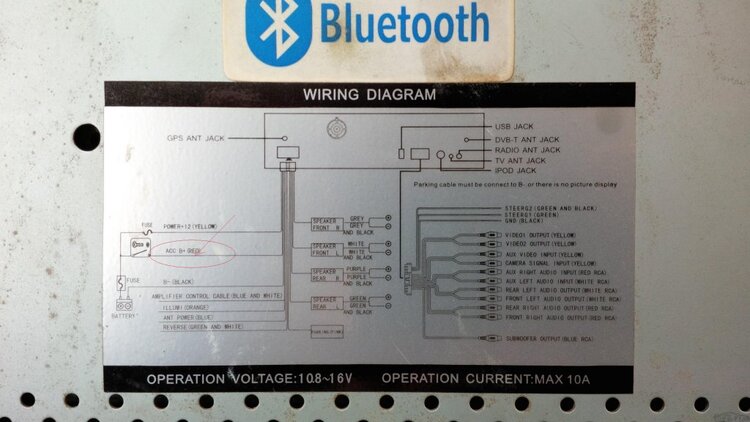 Bluetooth
WIRING DIAGRAM
GPS ANT JACK
USB JACK
DVB-T ANT JACK
RADIO ANT JACK
TV ANT JACK
IPOD JACK
Parking cable must be connect to B- or there is no picture display
FUSE
POWER+12(YELLOW)
ACC B+(RED)
FUSE
B-(BLACK)
BATTERY
AMPLIFIER CONTROL CABLE(BLUE AND WHITE)
ILLUMI(ORANGE)
ANT POWER(BLUE)
REVERSE(GREEN AND WHITE)
SPEAKER
FRONT R
GREY
GREY
AND BLACK
SPEAKER
FRONT L
WHITE
WHITE
AND BLACK
SPEAKER
REAR R
PURPLE
PURPLE
AND BLACK
SPEAKER
REAR L
GREEN
GREEN
AND BLACK
STEERG2(GREEN AND BLACK)
STEERG1(GREEN)
GND(BLACK)
VIDEO1 OUTPUT(YELLOW)
VIDEO2 OUTPUT(YELLOW)
AUX VIDEO INPUT(YELLOW)
CAMERA SIGNAL INPUT(YELLOW)
AUX RIGHT AUDIO INPUT(RED RCA)
AUX LEFT AUDIO INPUT(WHITE RCA)
REAR LEFT AUDIO OUTPUT(WHITE RCA)
FRONT LEFT AUDIO OUTPUT(WHITE RCA)
REAR RIGHT AUDIO OUTPUT(RED RCA)
FRONT RIGHT AUDIO OUTPUT(RED RCA)
SUBWOOFER OUTPUT(BLUE RCA)
OPERATION VOLTAGE:10.8~16V
OPERATION CURRENT:MAX 10A